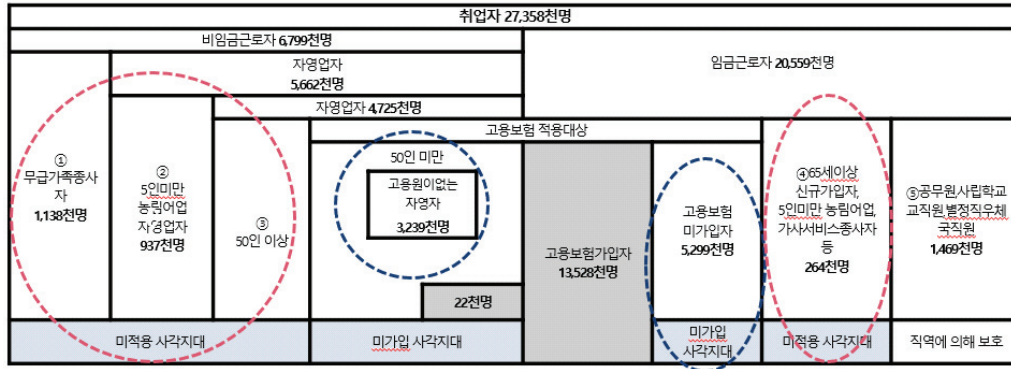 취업자 27,358천명
비임금근로자 6,799천명
임금근로자 20,559천명
자영업자
5,662천명
자영업자 4,725천명
고용보험 적용대상
①
무급가족종사
자
1,138천명
②
5인미만
농림어업
자영업자
937천명
③
50인 이상
50인 미만
고용원이없는
자영자
3,239천명
22천명
고용보험가입자
13,528천명
고용보험
미가입자
5,299천명
④65세이상
신규가입자,
5인미만 농림어업,
가사서비스종사자
등
264천명
⑤공무원사립학교
교직원 별정직우체
국직원
1,469천명
미적용 사각지대
미가입 사각지대
미가입
사각지대
미적용 사각지대
직역에 의해 보호